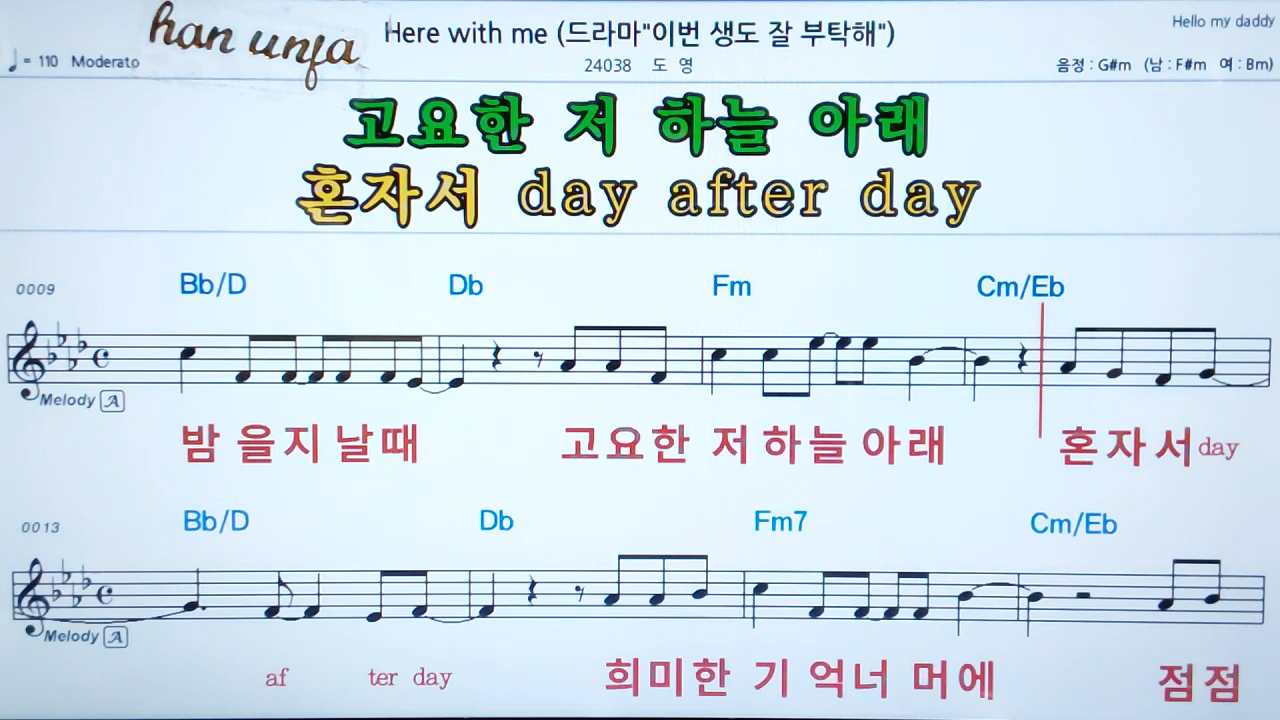 han unja
Here with me (드라마"이번 생도 잘 부탁해")
Hello my daddy
♩= 110 Moderato
24038 도 영
음정 : G#m (남 : F#m 여 : Bm)
고요한 저 하늘 아래
혼자서 day after day
0009 Bb/D Db Fm Cm/Eb
Melody A
밤 을지 날때 고요한 저 하늘 아래 혼자서 day
0013 Bb/D Db Fm7 Cm/Eb
Melody A
af ter day 희미한 기 억너 머에 점점